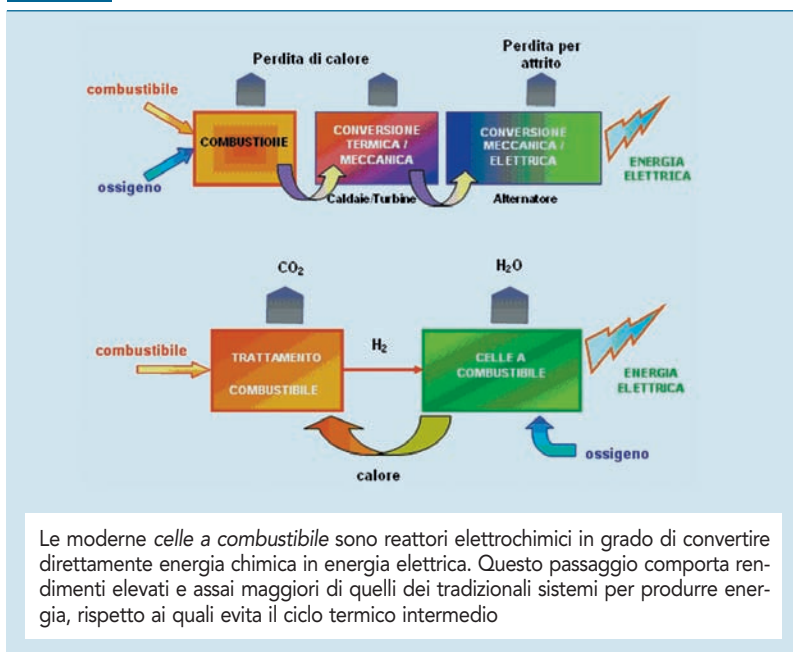 Perdita di calore
Perdita per
attrito
combustibile
COMBUSTIONE
CONVERSIONE
TERMICA /
MECCANICA
CONVERSIONE
MECCANICA /
ELETTRICA
ENERGIA
ELETTRICA
ossigeno
Caldaie/Turbine
Alternatore
CO₂
H₂O
combustibile
TRATTAMENTO
COMBUSTIBILE
H₂
CELLE A
COMBUSTIBILE
ENERGIA
ELETTRICA
ossigeno
calore
Le moderne celle a combustibile sono reattori elettrochimici in grado di convertire
direttamente energia chimica in energia elettrica. Questo passaggio comporta ren-
dimenti elevati e assai maggiori di quelli dei tradizionali sistemi per produrre ener-
gia, rispetto ai quali evita il ciclo termico intermedio